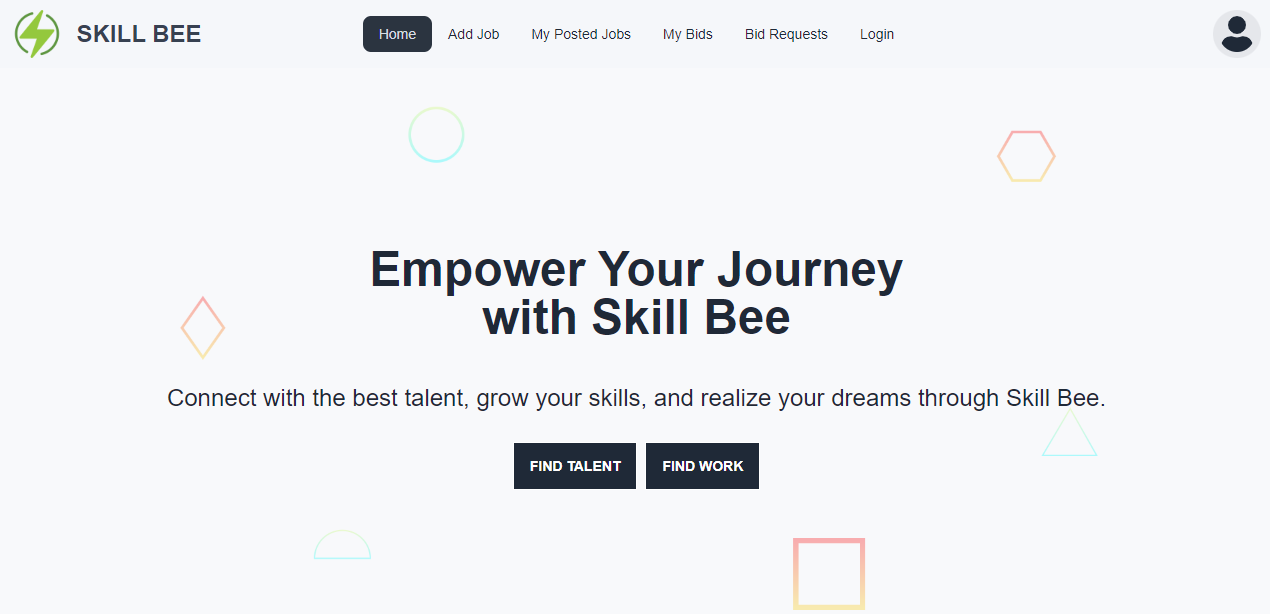 SKILL BEE
Home
Add Job
My Posted Jobs
My Bids
Bid Requests
Login
Empower Your Journey
with Skill Bee
Connect with the best talent, grow your skills, and realize your dreams through Skill Bee.
FIND TALENT
FIND WORK